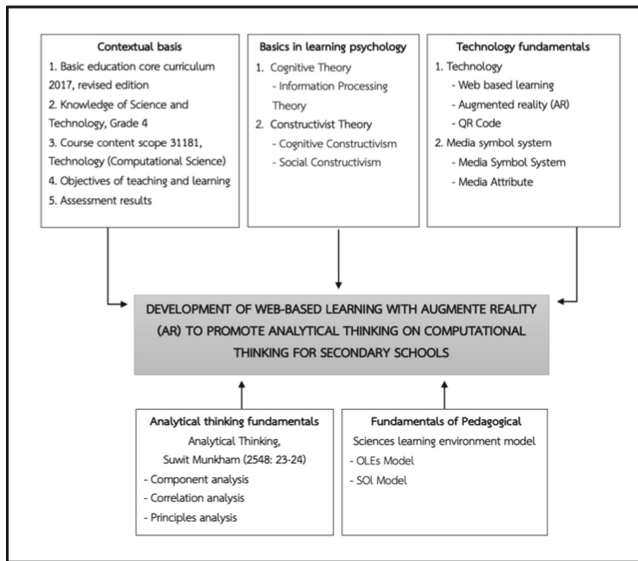 Contextual basis
1. Basic education core curriculum
2017, revised edition
2. Knowledge of Science and
Technology, Grade 4
3. Course content scope 31181,
Technology (Computational Science)
4. Objectives of teaching and learning
5. Assessment results
Basics in learning psychology
1. Cognitive Theory
- Information Processing
Theory
2. Constructivist Theory
- Cognitive Constructivism
- Social Constructivism
Technology fundamentals
1. Technology
- Web based learning
- Augmented reality (AR)
- QR Code
2. Media symbol system
- Media Symbol System
- Media Attribute
DEVELOPMENT OF WEB-BASED LEARNING WITH AUGMENTE REALITY
(AR) TO PROMOTE ANALYTICAL THINKING ON COMPUTATIONAL
THINKING FOR SECONDARY SCHOOLS
Analytical thinking fundamentals
Analytical Thinking,
Suwit Munkham (2548: 23-24)
- Component analysis
- Correlation analysis
- Principles analysis
Fundamentals of Pedagogical
Sciences learning environment model
- OLEs Model
- SOI Model